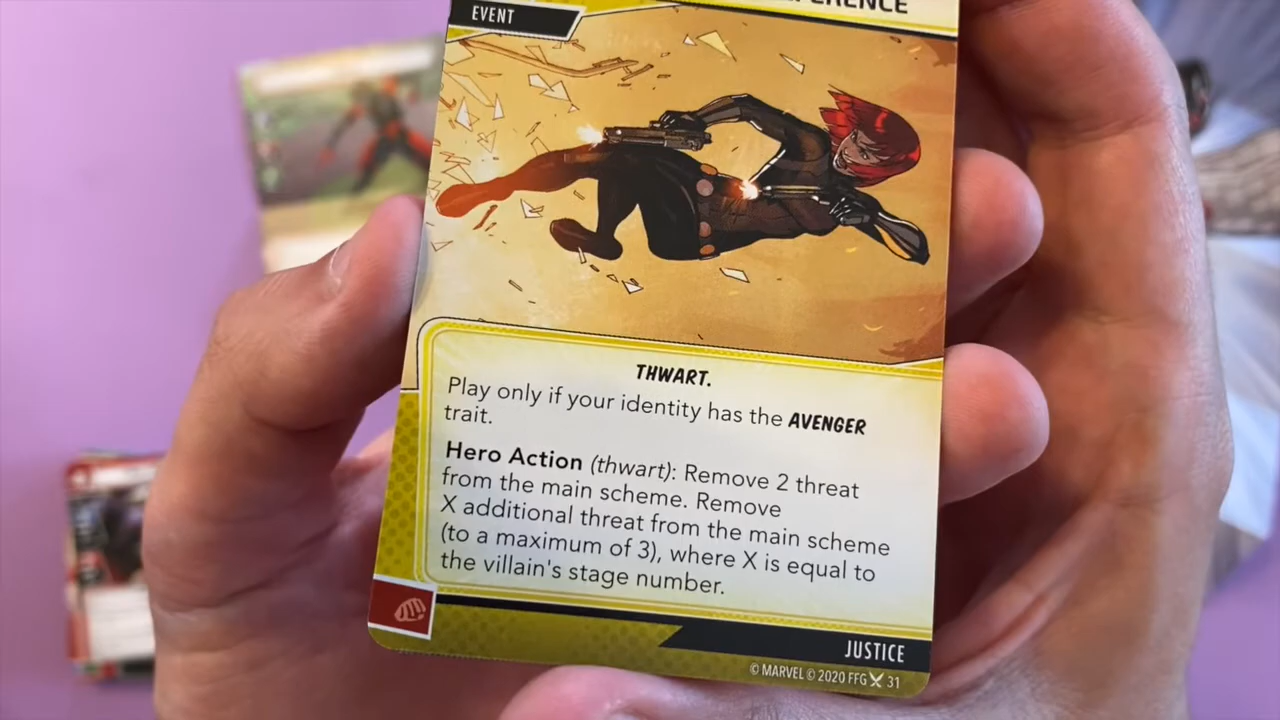 EVENT
THWART.
Play only if your identity has the AVENGER
trait.
Hero Action (thwart): Remove 2 threat
from the main scheme. Remove
X additional threat from the main scheme
(to a maximum of 3), where X is equal to
the villain's stage number.
JUSTICE
© MARVEL © 2020 FFG 31